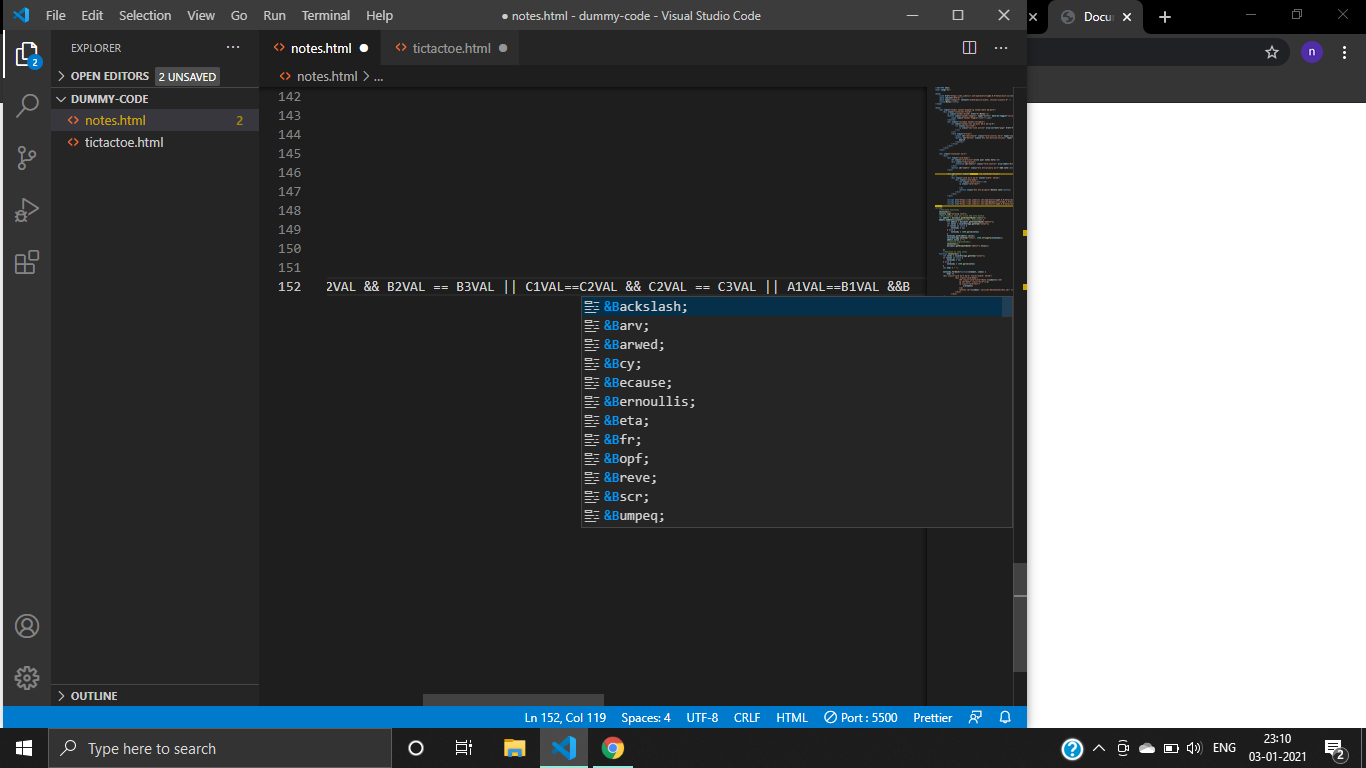 File Edit Selection View Go Run Terminal Help
● notes.html - dummy-code - Visual Studio Code
Docu
n
EXPLORER
notes.html
tictactoe.html
OPEN EDITORS 2 UNSAVED
notes.html > ...
DUMMY-CODE
notes.html 2
tictactoe.html
2
142
143
144
145
146
147
148
149
150
151
152 2VAL && B2VAL == B3VAL || C1VAL==C2VAL && C2VAL == C3VAL || A1VAL==B1VAL &&B
&Backslash;
&Barv;
&Barwed;
&Bcy;
&Because;
&Bernoullis;
&Beta;
&Bfr;
&Bopf;
&Breve;
&Bscr;
&Bumpeq;
OUTLINE
Ln 152, Col 119 Spaces: 4 UTF-8 CRLF HTML Port : 5500 Prettier
Type here to search
ENG
23:10
03-01-2021
2